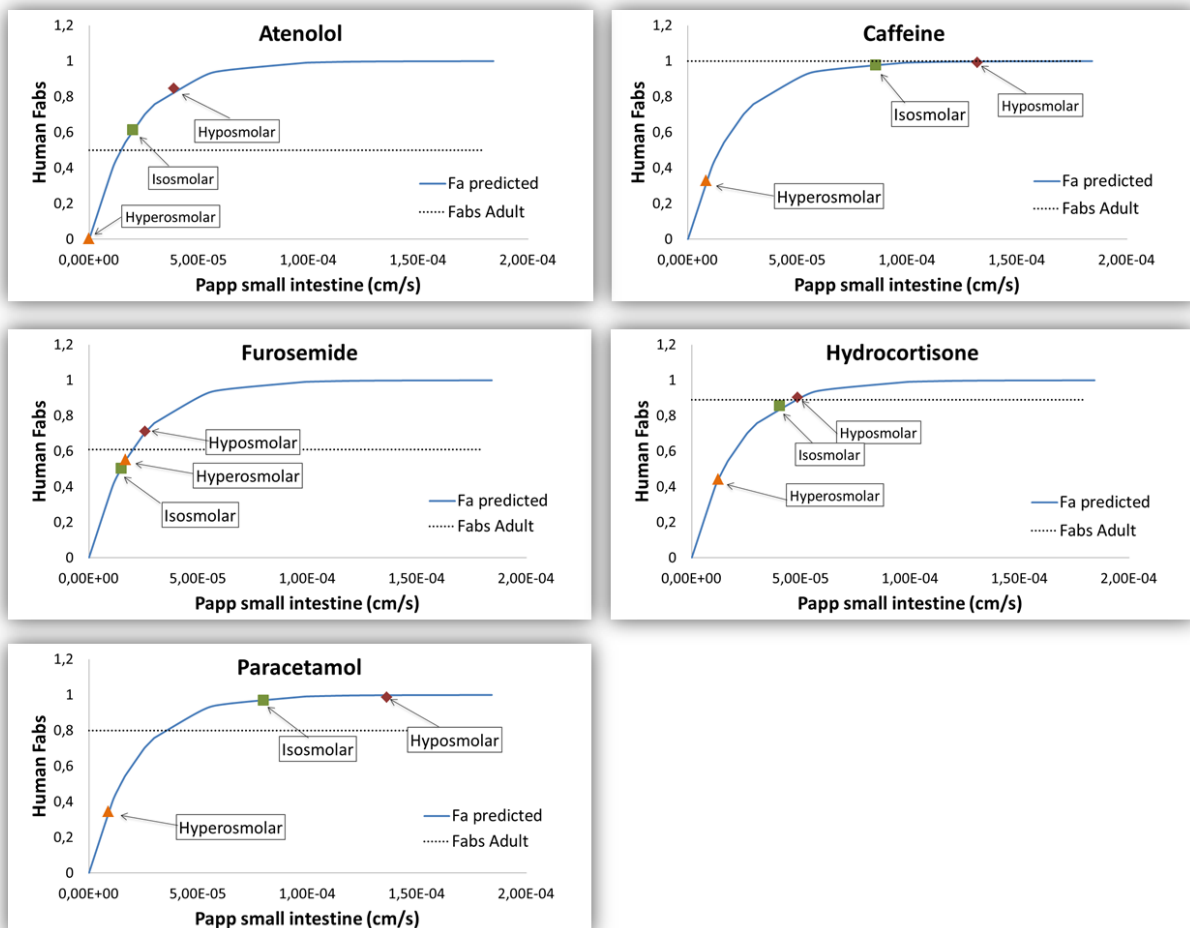 Atenolol
Human Fabs
1,2
1
0,8
0,6
0,4
0,2
0
Hyposmolar
Isosmolar
Hyperosmolar
Fa predicted
Fabs Adult
0,00E+00 5,00E-05 1,00E-04 1,50E-04 2,00E-04
Papp small intestine (cm/s)
Caffeine
Human Fabs
1,2
1
0,8
0,6
0,4
0,2
0
Isosmolar
Hyposmolar
Hyperosmolar
Fa predicted
Fabs Adult
0,00E+00 5,00E-05 1,00E-04 1,50E-04 2,00E-04
Papp small intestine (cm/s)
Furosemide
Human Fabs
1,2
1
0,8
0,6
0,4
0,2
0
Hyposmolar
Hyperosmolar
Isosmolar
Fa predicted
Fabs Adult
0,00E+00 5,00E-05 1,00E-04 1,50E-04 2,00E-04
Papp small intestine (cm/s)
Hydrocortisone
Human Fabs
1,2
1
0,8
0,6
0,4
0,2
0
Hyposmolar
Isosmolar
Hyperosmolar
Fa predicted
Fabs Adult
0,00E+00 5,00E-05 1,00E-04 1,50E-04 2,00E-04
Papp small intestine (cm/s)
Paracetamol
Human Fabs
1,2
1
0,8
0,6
0,4
0,2
0
Isosmolar
Hyposmolar
Hyperosmolar
Fa predicted
Fabs Adult
0,00E+00 5,00E-05 1,00E-04 1,50E-04 2,00E-04
Papp small intestine (cm/s)